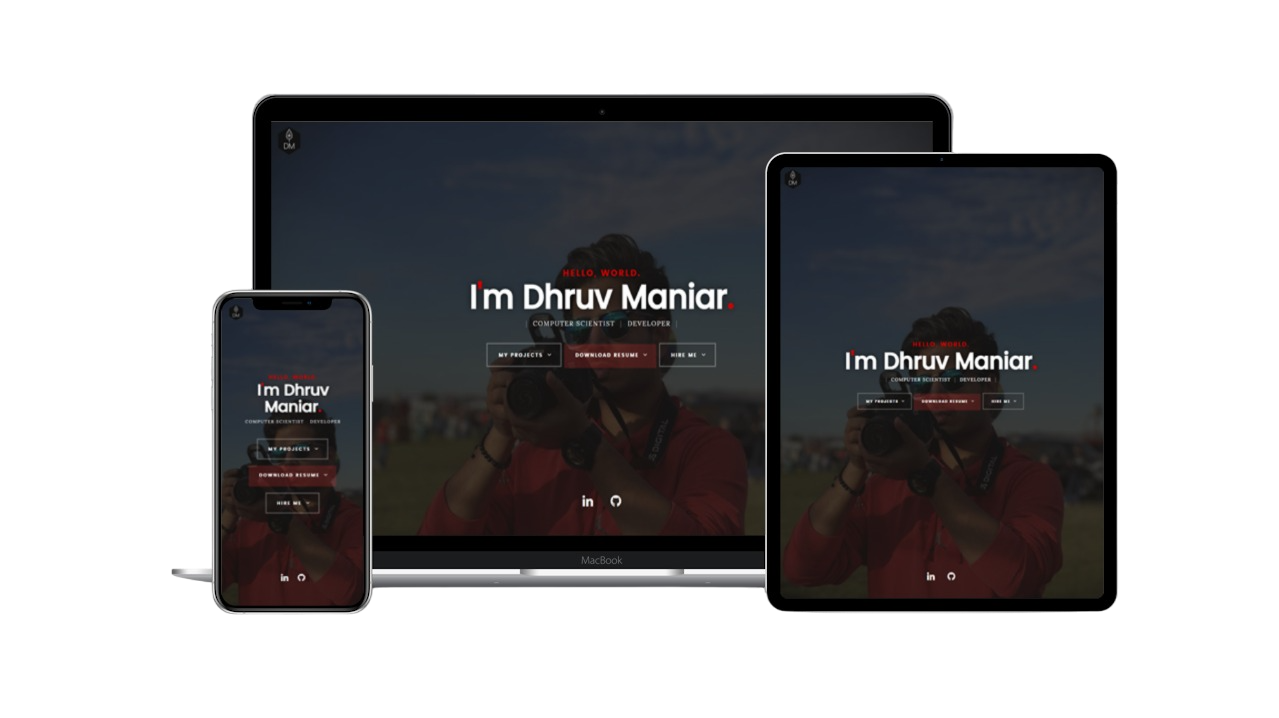 DM
HELLO, WORLD.
I'm Dhruv Maniar.
COMPUTER SCIENTIST | DEVELOPER |
MY PROJECTS
DOWNLOAD RESUME
HIRE ME
in
MacBook
DM
HELLO, WORLD.
I'm Dhruv
Maniar.
COMPUTER SCIENTIST DEVELOPER
MY PROJECTS
DOWNLOAD RESUME
HIRE ME
in
DM
HELLO, WORLD.
I'm Dhruv Maniar.
COMPUTER SCIENTIST | DEVELOPER |
MY PROJECTS
DOWNLOAD RESUME
HIRE ME
in